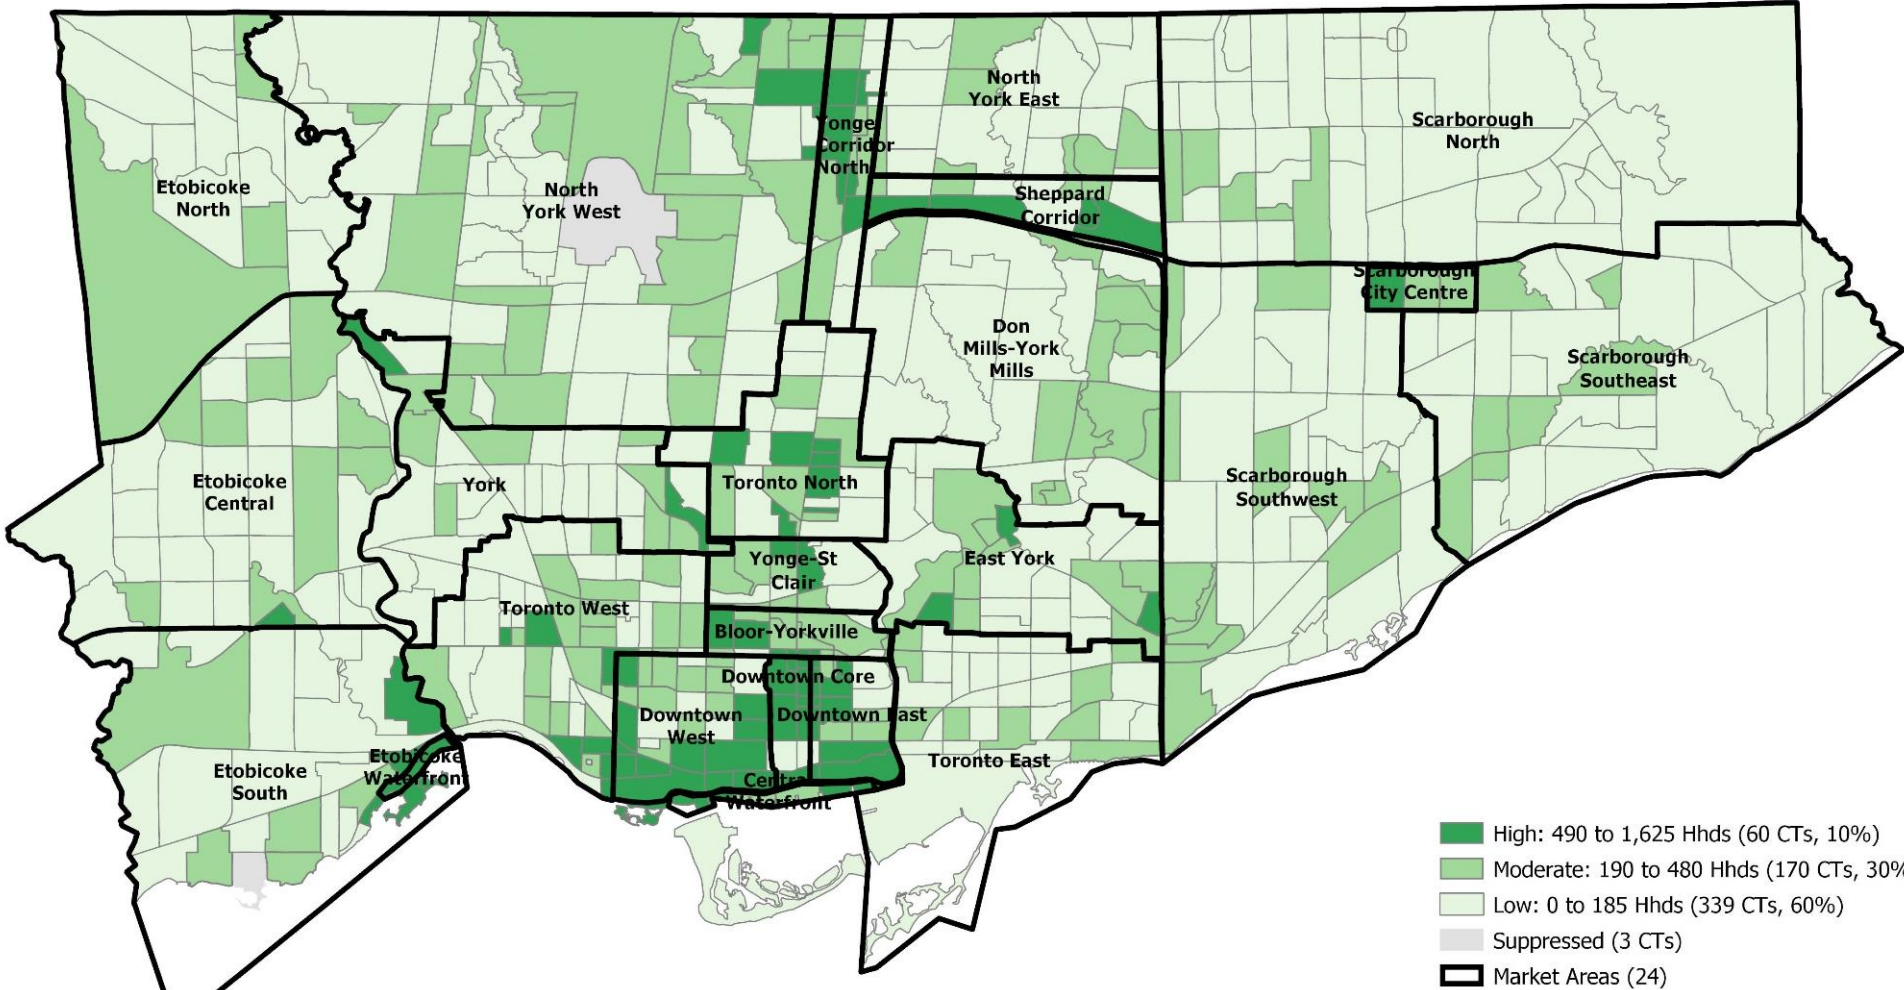 North
York East
Yonge
Corridor
North
Scarborough
North
Etobicoke
North
North
York West
Sheppard
Corridor
Scarborough
City Centre
Don
Mills-York
Mills
Scarborough
Southeast
Etobicoke
Central
York
Toronto North
Scarborough
Southwest
Yonge-St
Clair
East York
Toronto West
Bloor-Yorkville
Downtown Core
Downtown
West
Downtown East
Etobicoke
Waterfront
Etobicoke
South
Toronto East
Central
Waterfront
High: 490 to 1,625 Hhds (60 CTs, 10%)
Moderate: 190 to 480 Hhds (170 CTs, 30%
Low: 0 to 185 Hhds (339 CTs, 60%)
Suppressed (3 CTs)
Market Areas (24)